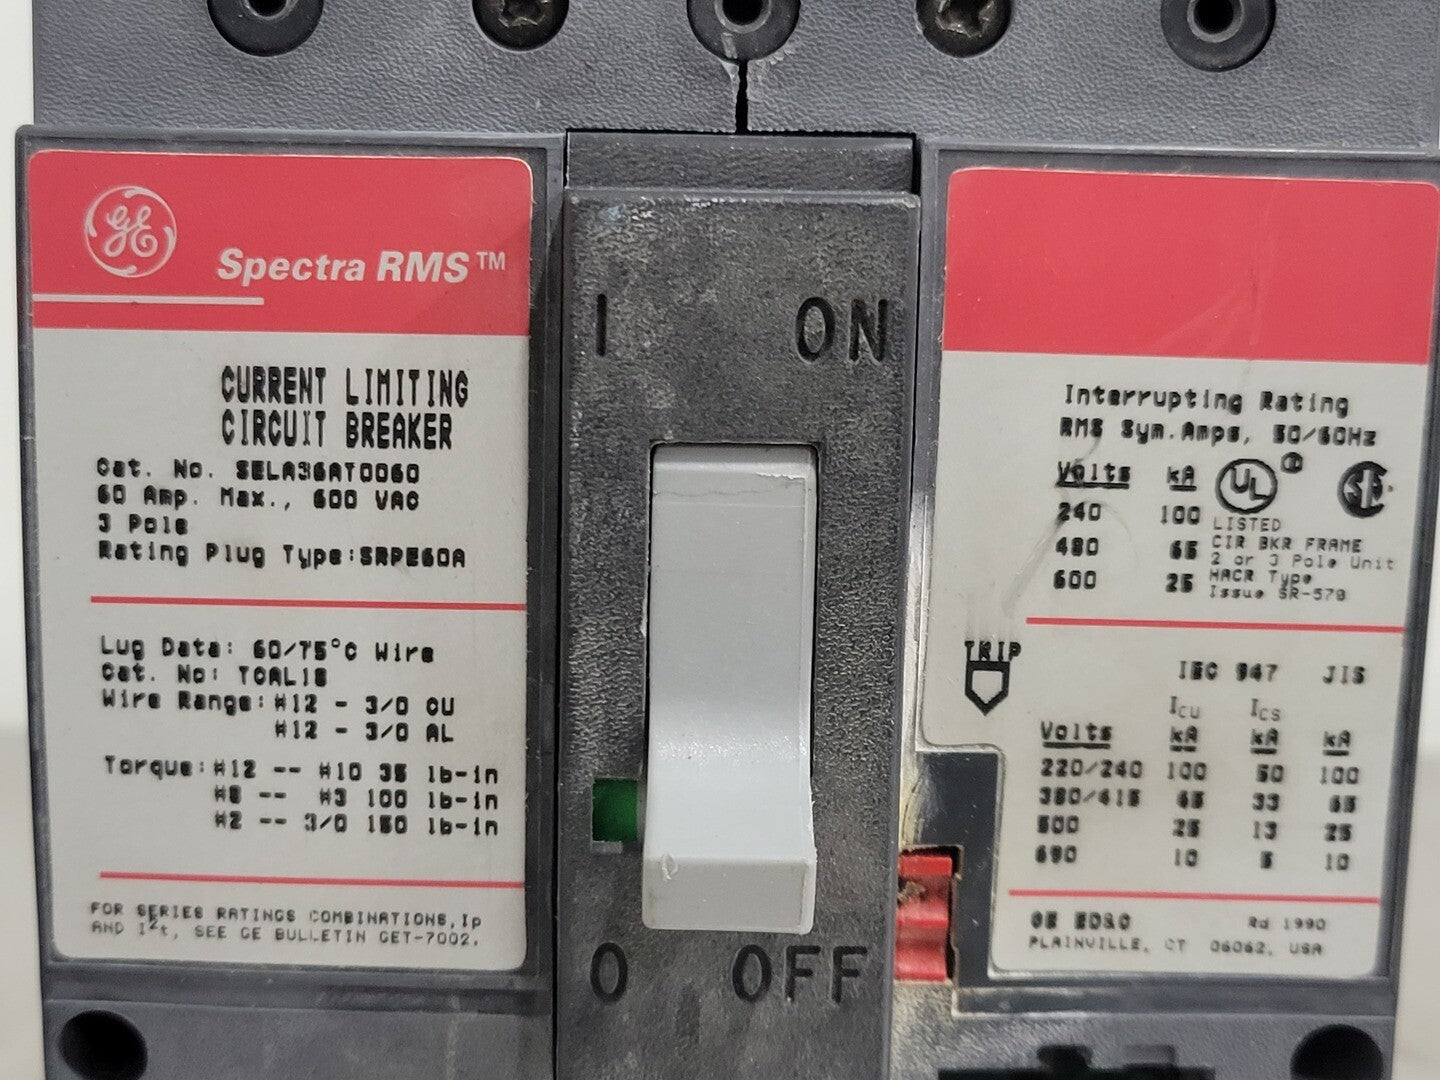 GE
Spectra RMS™
CURRENT LIMITING
CIRCUIT BREAKER
Cat. No. SELA36AT0060
60 Amp. Max., 600 VAC
3 Pole
Rating Plug Type: SRPE60A
Lug Data: 60/75°C Wire
Cat. No: TCAL18
Wire Range: #12 - 3/0 CU
#12 - 3/0 AL
Torque: #12 -- #10 35 lb-in
#8 -- #3 100 lb-in
#2 -- 3/0 150 lb-in
FOR SERIES RATINGS COMBINATIONS, Ip
AND I²t, SEE GE BULLETIN GET-7002.
I ON
O OFF
Interrupting Rating
RMS Sym. Amps, 50/60Hz
Volts kA
240 100
480 65
600 25
UL ®
LISTED
CIR BKR FRAME
2 or 3 Pole Unit
HACR Type
Issue SR-578
TRIP
IEC 947 JIS
ICU ICS
Volts kA kA kA
220/240 100 50 100
380/415 65 33 65
500 25 13 25
690 10 5 10
GE ED&C Rd 1990
PLAINVILLE, CT 06062, USA